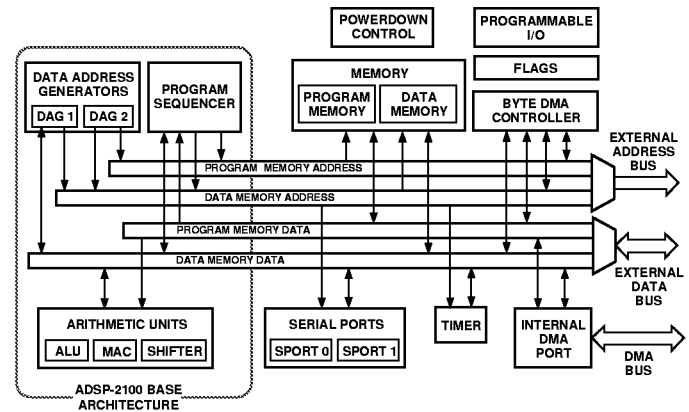 POWERDOWN
CONTROL
PROGRAMMABLE
I/O
DATA ADDRESS
GENERATORS
DAG 1
DAG 2
PROGRAM
SEQUENCER
MEMORY
PROGRAM
MEMORY
DATA
MEMORY
FLAGS
BYTE DMA
CONTROLLER
EXTERNAL
ADDRESS
BUS
PROGRAM MEMORY ADDRESS
DATA MEMORY ADDRESS
PROGRAM MEMORY DATA
DATA MEMORY DATA
EXTERNAL
DATA
BUS
ARITHMETIC UNITS
ALU
MAC
SHIFTER
SERIAL PORTS
SPORT 0
SPORT 1
TIMER
INTERNAL
DMA
PORT
DMA
BUS
ADSP-2100 BASE
ARCHITECTURE